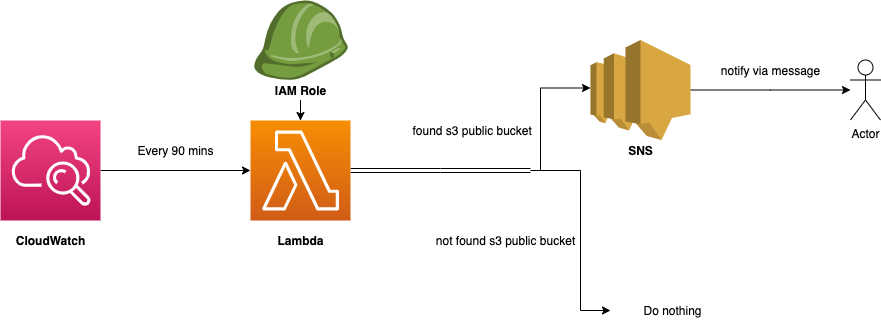 IAM Role
notify via message
found s3 public bucket
Actor
Every 90 mins
SNS
CloudWatch
Lambda
not found s3 public bucket
Do nothing